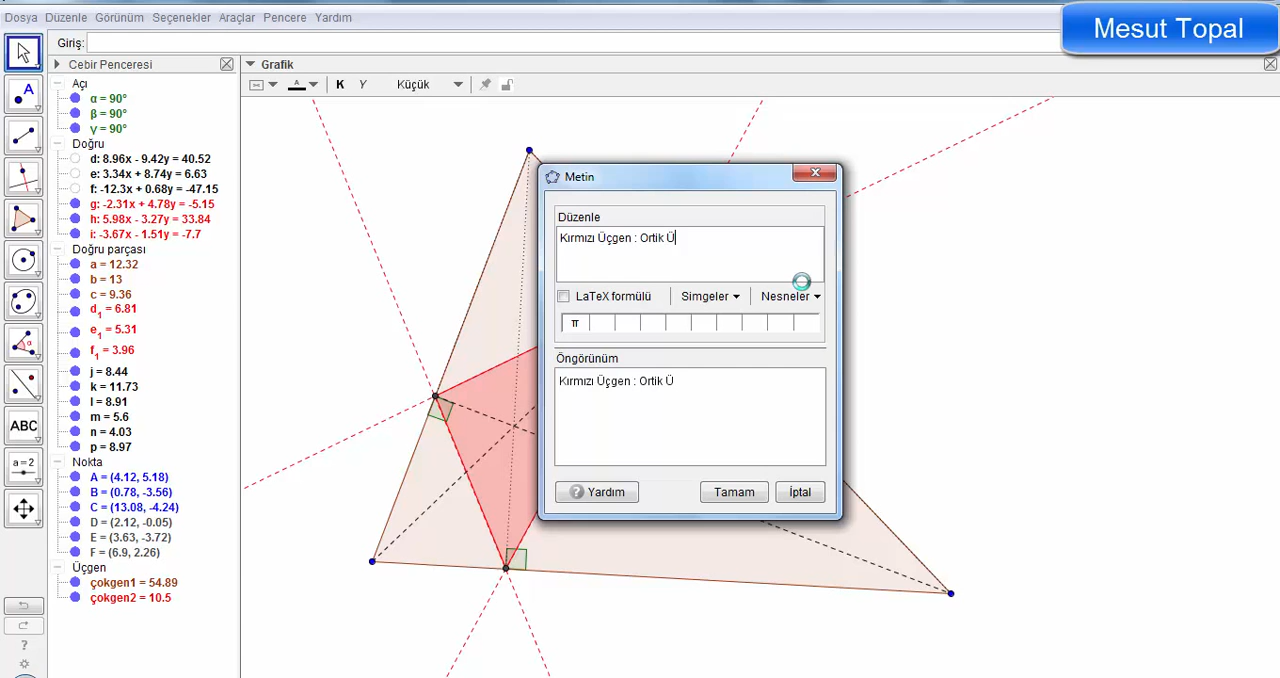 Dosya Düzenle Görünüm Seçenekler Araçlar Pencere Yardım
Mesut Topal
Giriş:
Cebir Penceresi
Grafik
K Y Küçük
Açı
α = 90°
β = 90°
γ = 90°
Doğru
d: 8.96x - 9.42y = 40.52
e: 3.34x + 8.74y = 6.63
f: -12.3x + 0.68y = -47.15
g: -2.31x + 4.78y = -5.15
h: 5.98x - 3.27y = 33.84
i: -3.67x - 1.51y = -7.7
Doğru parçası
a = 12.32
b = 13
c = 9.36
d₁ = 6.81
e₁ = 5.31
f₁ = 3.96
j = 8.44
k = 11.73
l = 8.91
m = 5.6
n = 4.03
p = 8.97
Nokta
A = (4.12, 5.18)
B = (0.78, -3.56)
C = (13.08, -4.24)
D = (2.12, -0.05)
E = (3.63, -3.72)
F = (6.9, 2.26)
Üçgen
çokgen1 = 54.89
çokgen2 = 10.5
A
α
ABC
a = 2
?
Metin
Düzenle
Kırmızı Üçgen : Ortik Ü
LaTeX formülü Simgeler Nesneler
π
Öngörünüm
Kırmızı Üçgen : Ortik Ü
? Yardım Tamam İptal